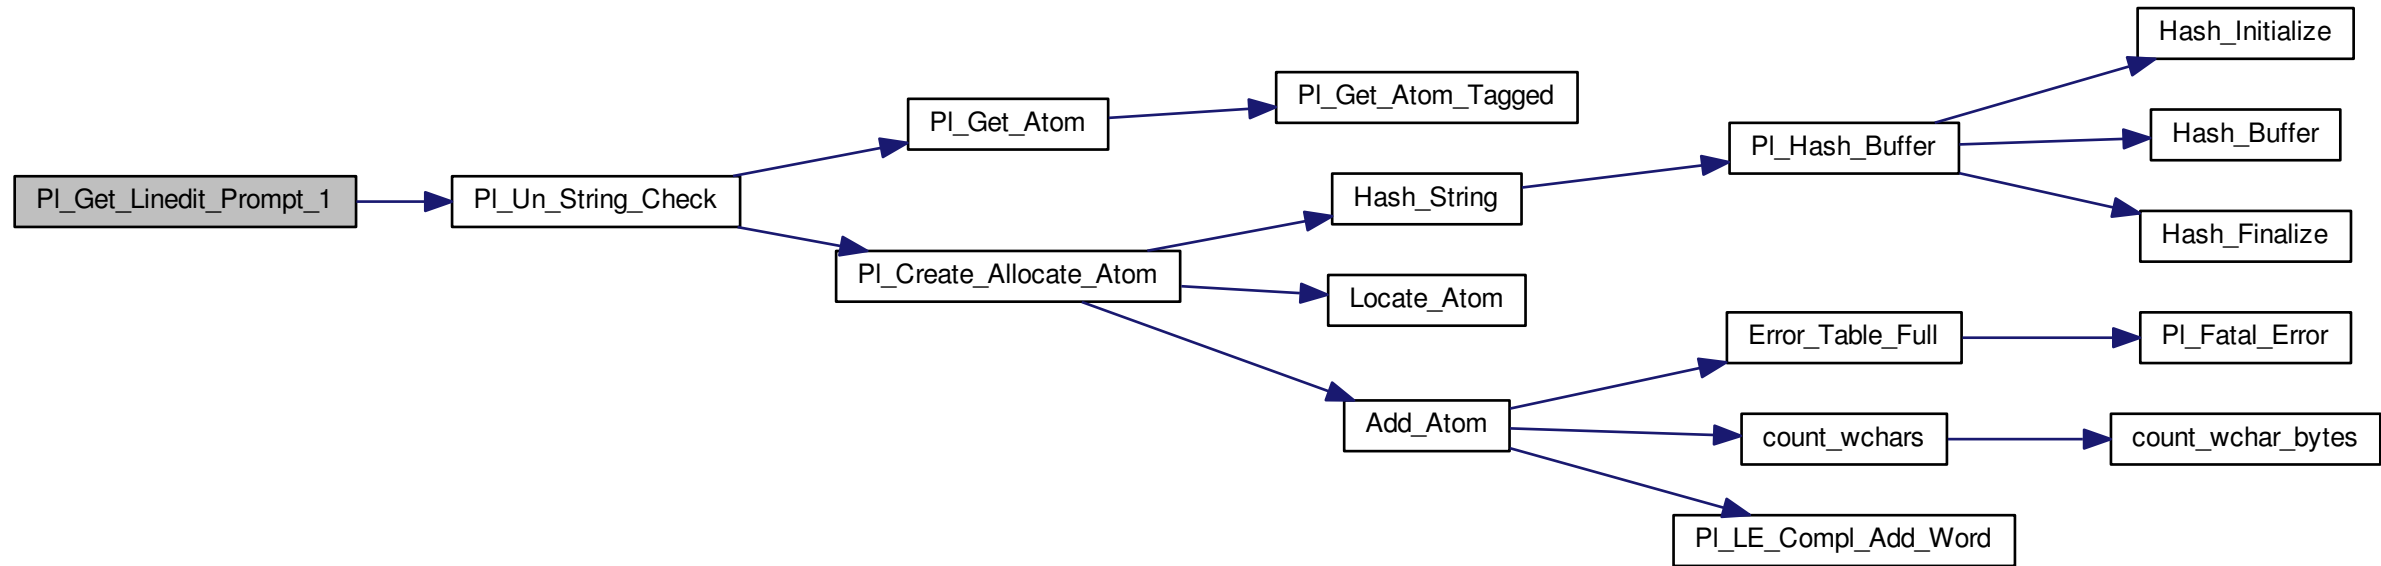 Pl_Get_Linedit_Prompt_1
Pl_Un_String_Check
Pl_Get_Atom
Pl_Get_Atom_Tagged
Pl_Create_Allocate_Atom
Hash_String
Pl_Hash_Buffer
Hash_Initialize
Hash_Buffer
Hash_Finalize
Locate_Atom
Add_Atom
Error_Table_Full
Pl_Fatal_Error
count_wchars
count_wchar_bytes
Pl_LE_Compl_Add_Word